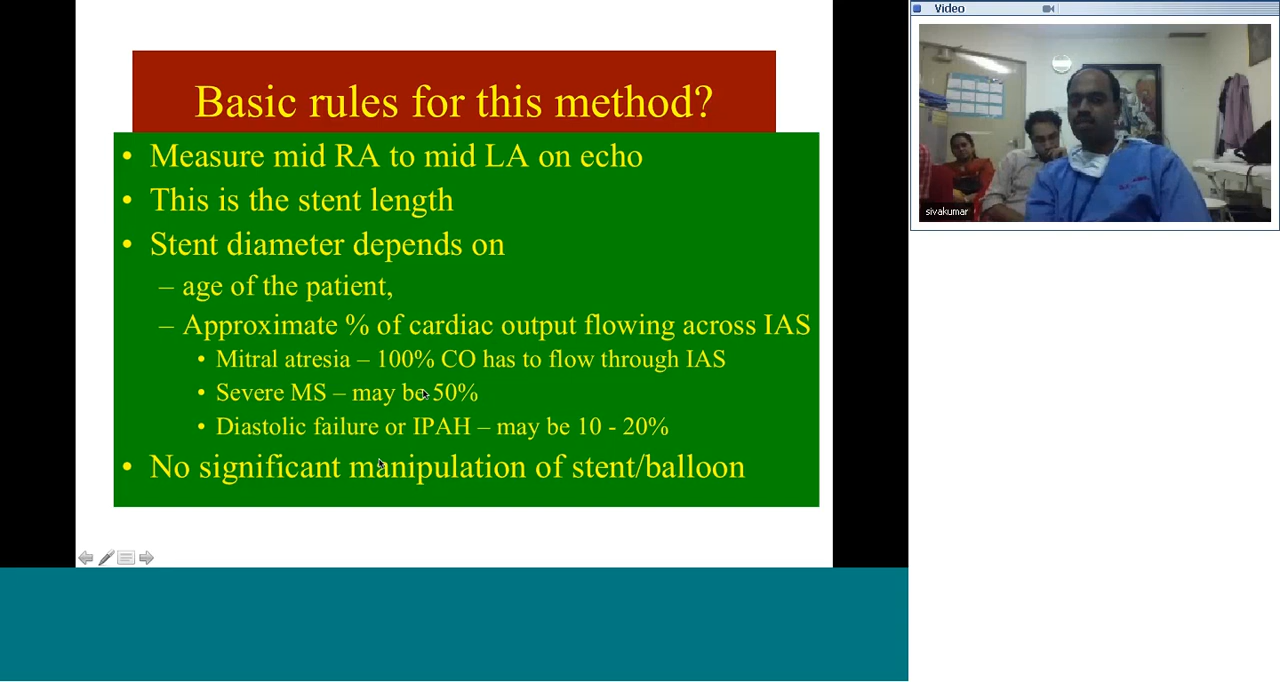 Basic rules for this method?
• Measure mid RA to mid LA on echo
• This is the stent length
• Stent diameter depends on
– age of the patient,
– Approximate % of cardiac output flowing across IAS
• Mitral atresia – 100% CO has to flow through IAS
• Severe MS – may be 50%
• Diastolic failure or IPAH – may be 10 - 20%
• No significant manipulation of stent/balloon
Video
sivakumar